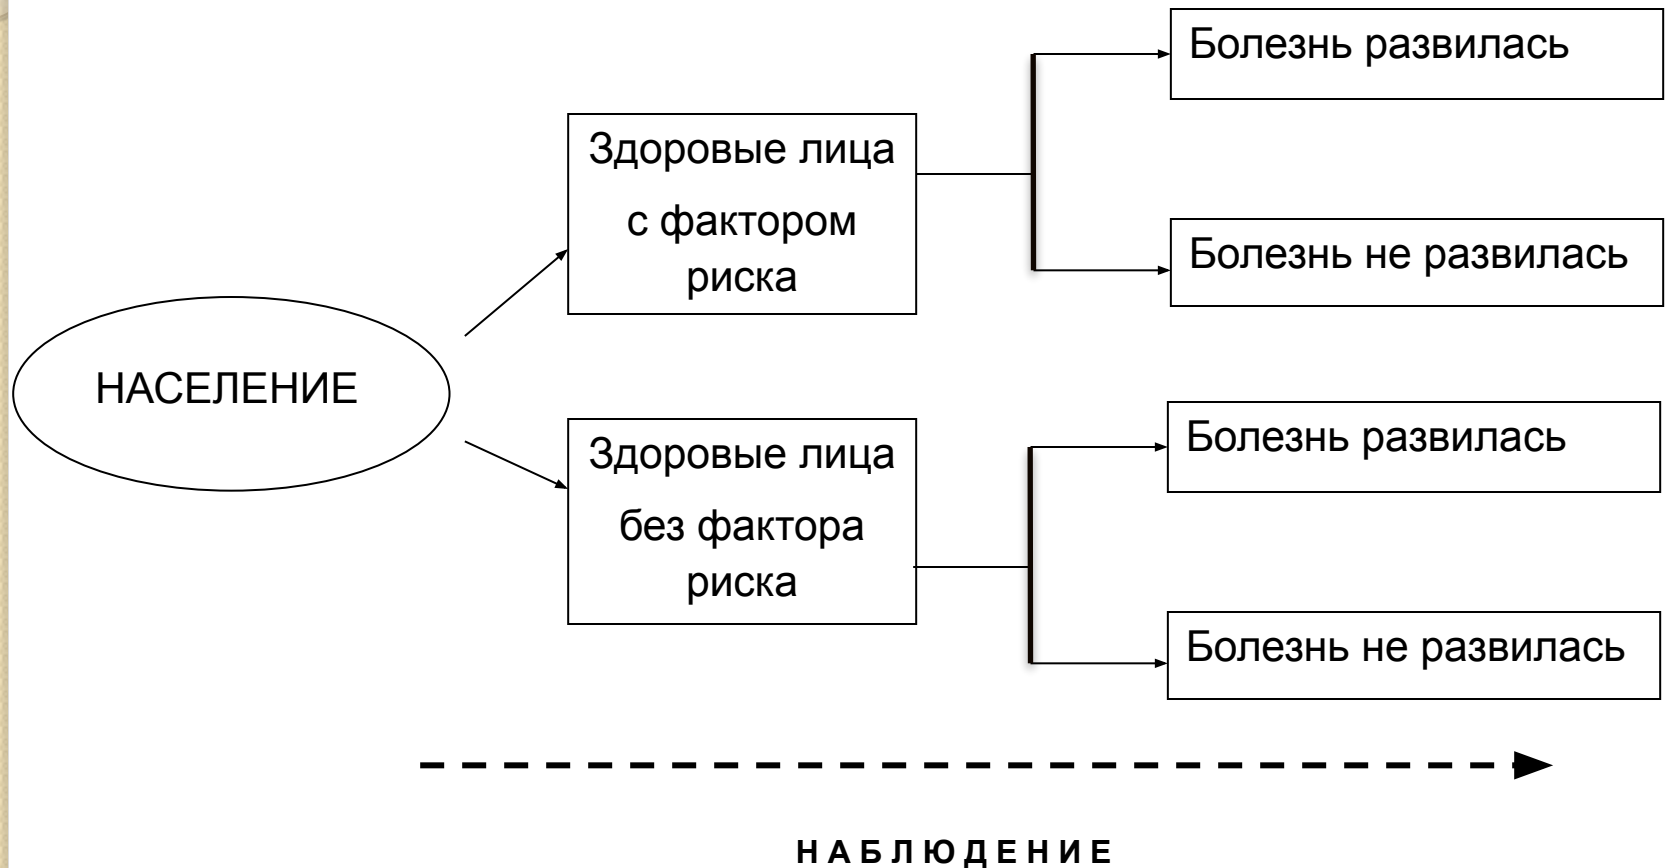 НАСЕЛЕНИЕ
Здоровые лица
с фактором
риска
Болезнь развилась
Болезнь не развилась
Здоровые лица
без фактора
риска
Болезнь развилась
Болезнь не развилась
Н А Б Л Ю Д Е Н И Е